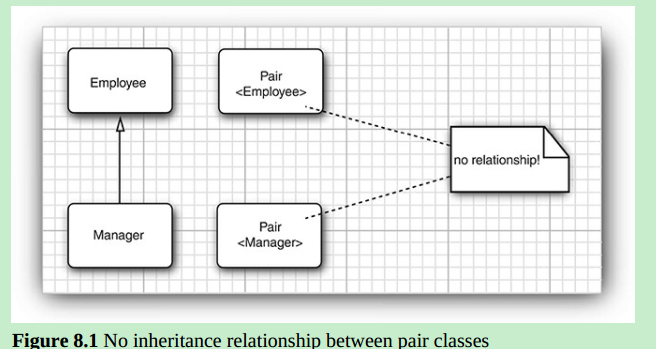 Employee
Pair
<Employee>
no relationship!
Manager
Pair
<Manager>
Figure 8.1 No inheritance relationship between pair classes